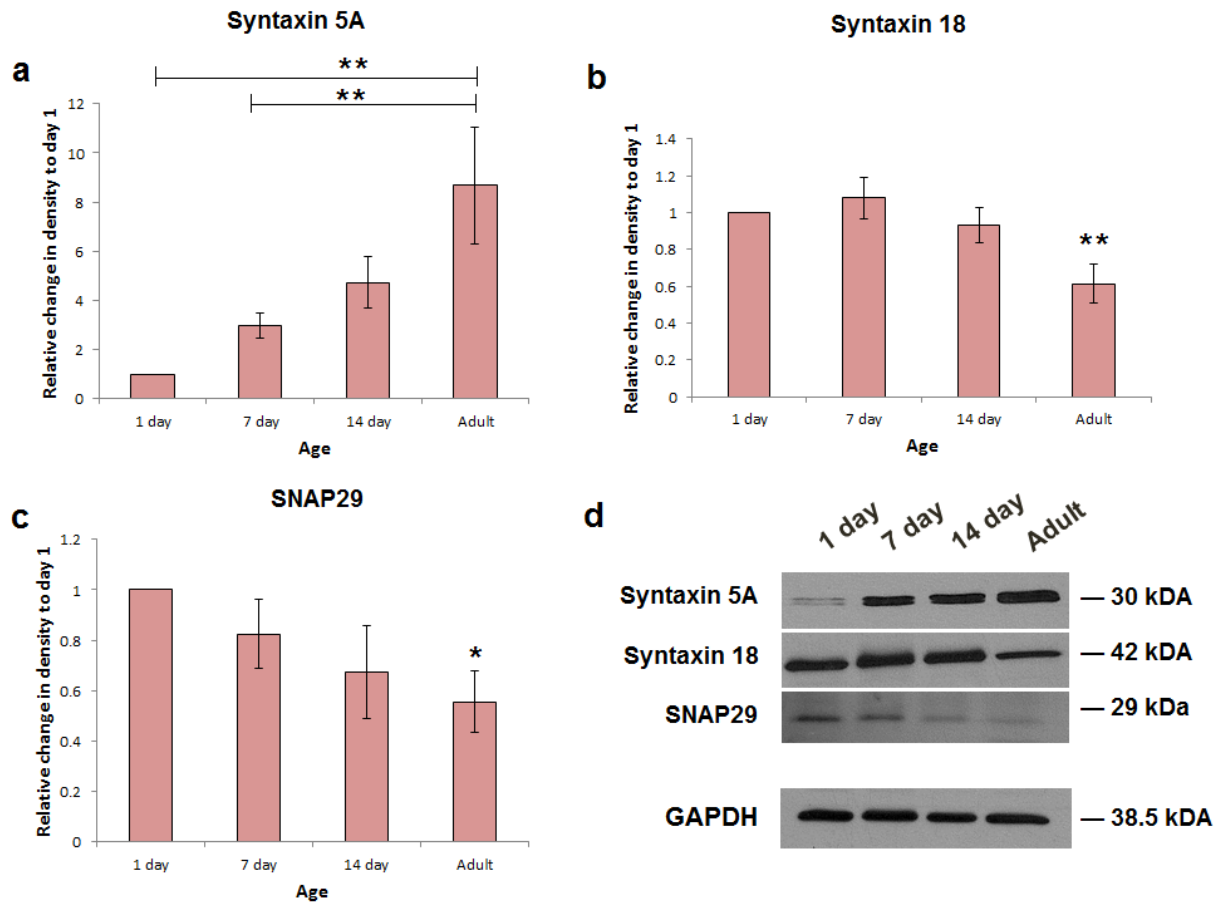 Syntaxin 5A
a
**
**
Relative change in density to day 1
12
10
8
6
4
2
0
1 day 7 day 14 day Adult
Age
Syntaxin 18
b
Relative change in density to day 1
1.4
1.2
1
0.8
0.6
0.4
0.2
0
**
1 day 7 day 14 day Adult
Age
SNAP29
c
Relative change in density to day 1
1.2
1
0.8
0.6
0.4
0.2
0
*
1 day 7 day 14 day Adult
Age
d
1 day 7 day 14 day Adult
Syntaxin 5A — 30 kDA
Syntaxin 18 — 42 kDA
SNAP29 — 29 kDa
GAPDH — 38.5 kDA